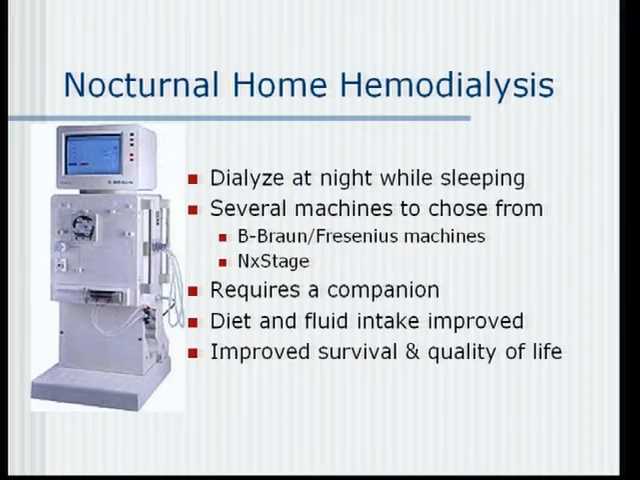 Nocturnal Home Hemodialysis
Dialyze at night while sleeping
Several machines to chose from
B-Braun/Fresenius machines
NxStage
Requires a companion
Diet and fluid intake improved
Improved survival & quality of life